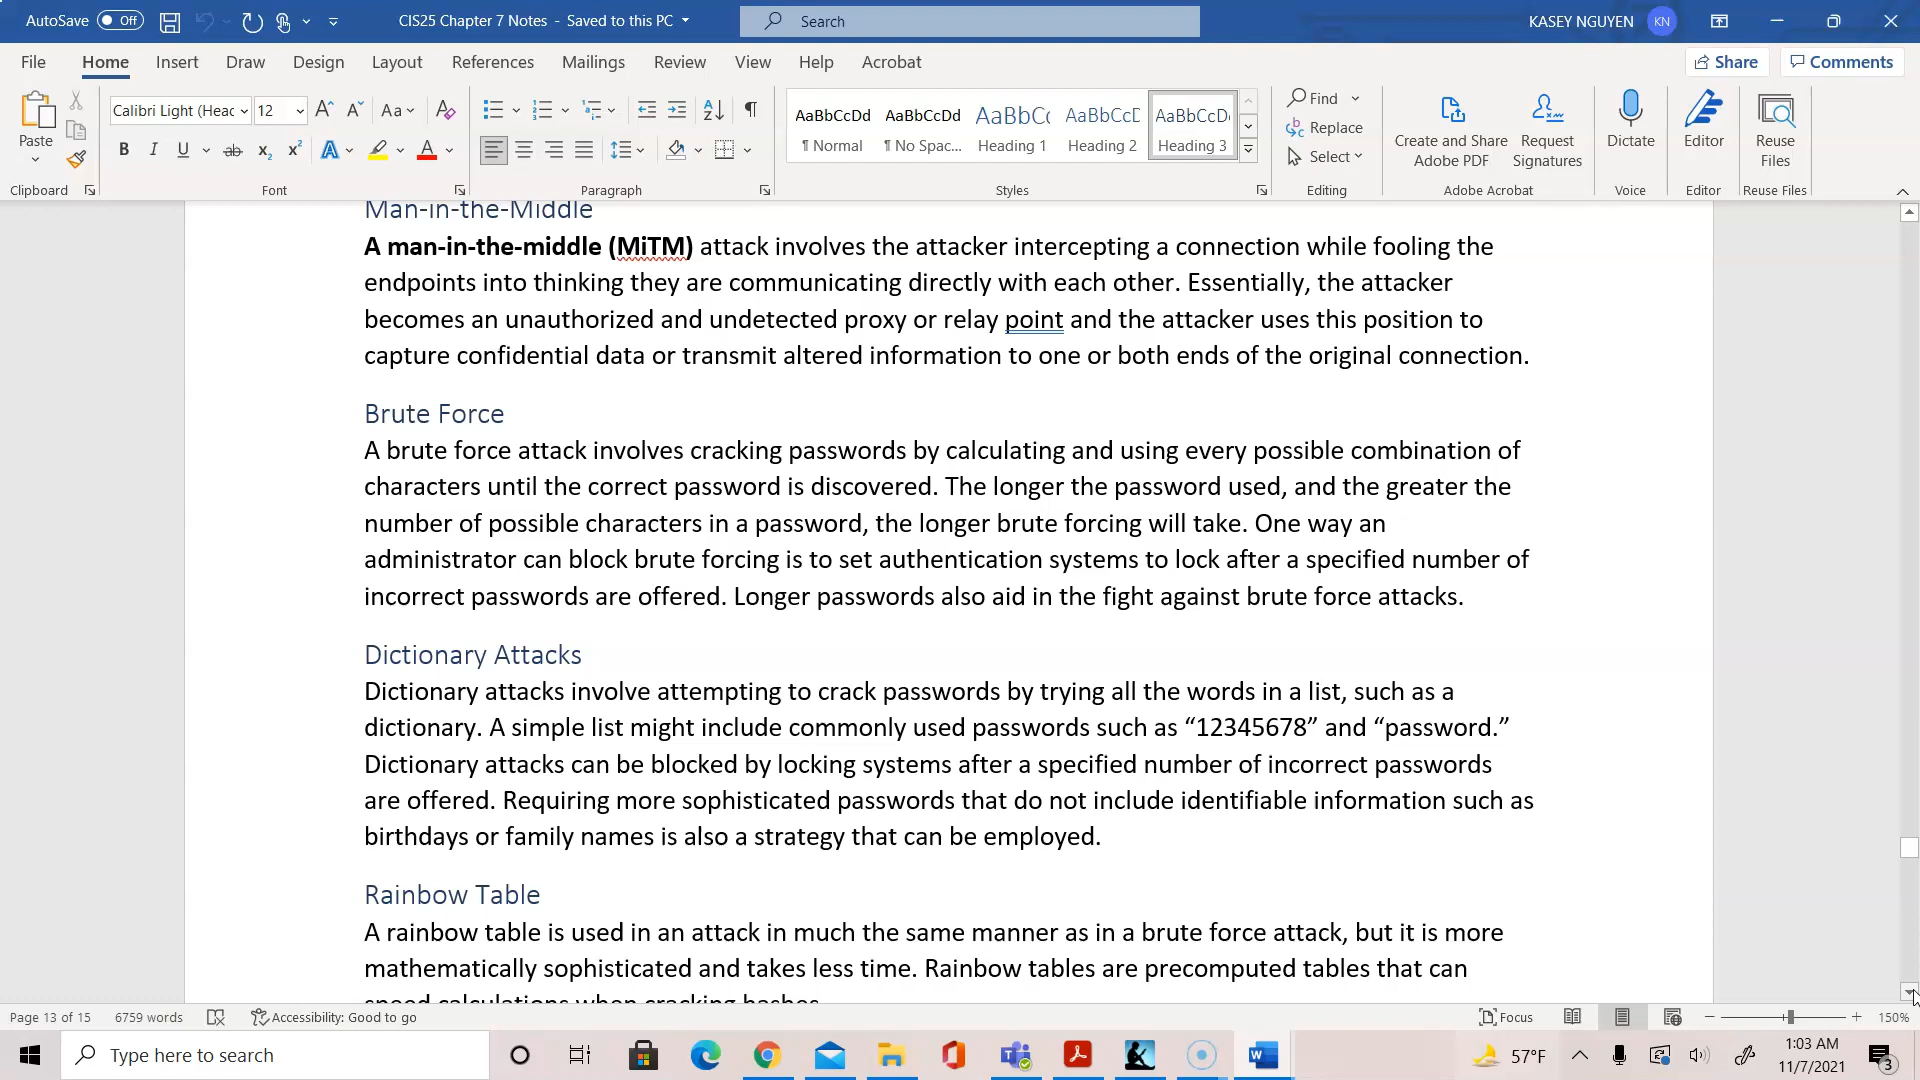 AutoSave Off CIS25 Chapter 7 Notes - Saved to this PC Search KASEY NGUYEN KN
File Home Insert Draw Design Layout References Mailings Review View Help Acrobat Share Comments
Paste Calibri Light (Head 12 Aa
AaBbCcDd AaBbCcDd AaBbCc AaBbCcD AaBbCcD
¶ Normal ¶ No Spac... Heading 1 Heading 2 Heading 3
Find
Replace
Select
Create and Share Adobe PDF
Request Signatures
Dictate
Editor
Reuse Files
Clipboard Font Paragraph Styles Editing Adobe Acrobat Voice Editor Reuse Files
Man-in-the-Middle
A man-in-the-middle (MiTM) attack involves the attacker intercepting a connection while fooling the
endpoints into thinking they are communicating directly with each other. Essentially, the attacker
becomes an unauthorized and undetected proxy or relay point and the attacker uses this position to
capture confidential data or transmit altered information to one or both ends of the original connection.
Brute Force
A brute force attack involves cracking passwords by calculating and using every possible combination of
characters until the correct password is discovered. The longer the password used, and the greater the
number of possible characters in a password, the longer brute forcing will take. One way an
administrator can block brute forcing is to set authentication systems to lock after a specified number of
incorrect passwords are offered. Longer passwords also aid in the fight against brute force attacks.
Dictionary Attacks
Dictionary attacks involve attempting to crack passwords by trying all the words in a list, such as a
dictionary. A simple list might include commonly used passwords such as “12345678” and “password.”
Dictionary attacks can be blocked by locking systems after a specified number of incorrect passwords
are offered. Requiring more sophisticated passwords that do not include identifiable information such as
birthdays or family names is also a strategy that can be employed.
Rainbow Table
A rainbow table is used in an attack in much the same manner as in a brute force attack, but it is more
mathematically sophisticated and takes less time. Rainbow tables are precomputed tables that can
speed calculations when cracking hashes.
Page 13 of 15 6759 words Accessibility: Good to go Focus 150%
Type here to search 57°F 1:03 AM
11/7/2021 3